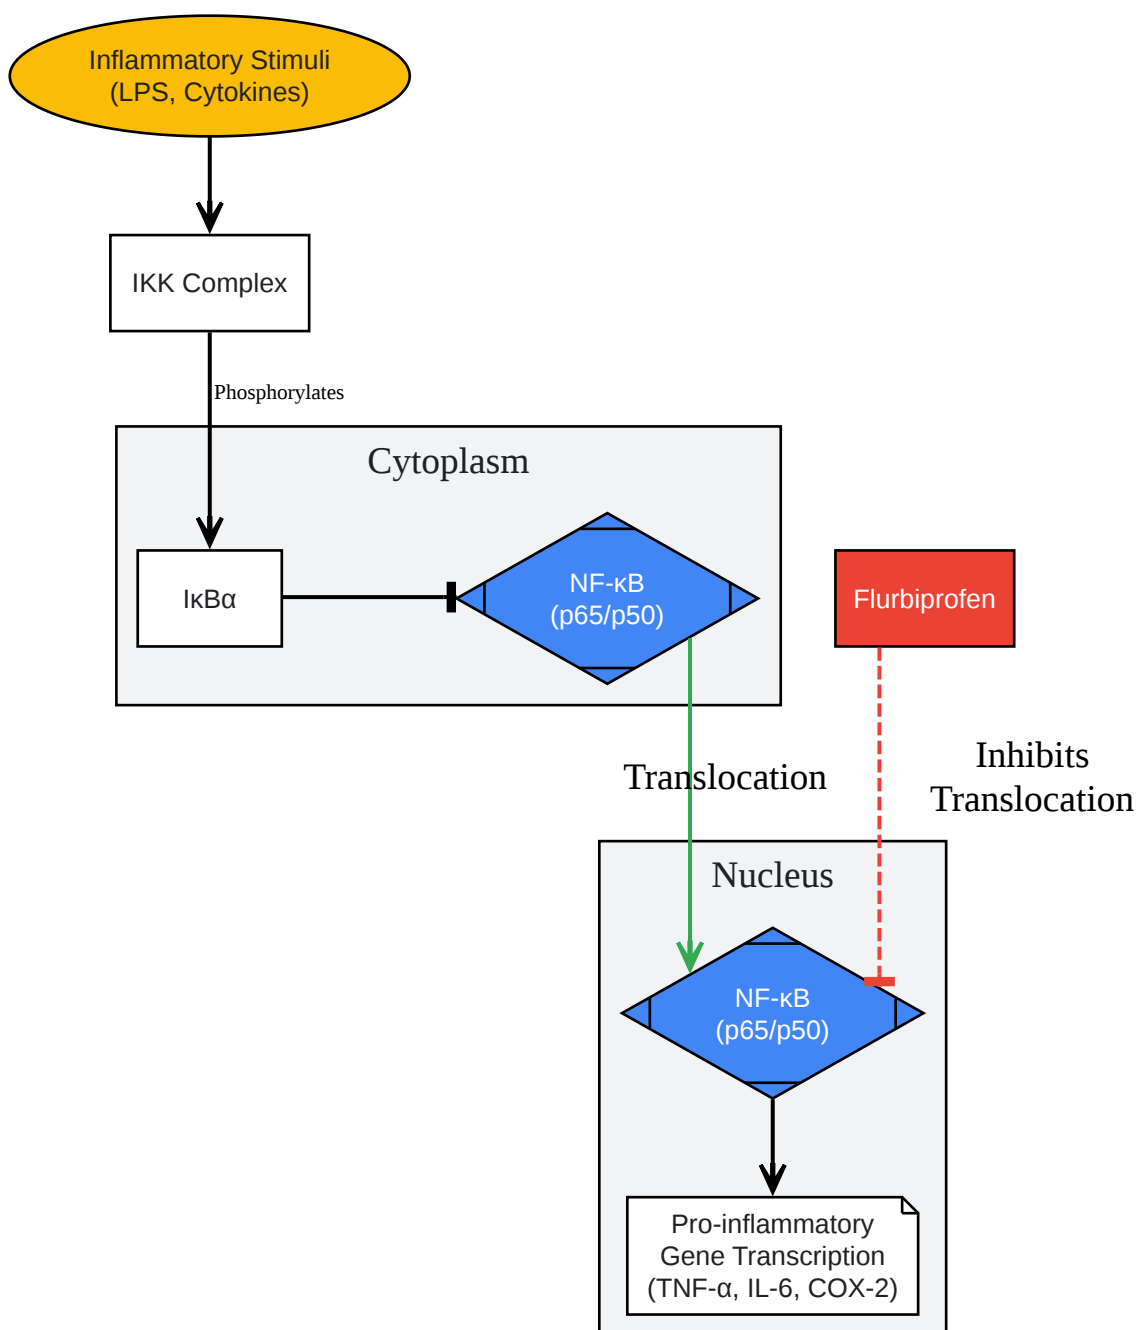 Inflammatory Stimuli
(LPS, Cytokines)
IKK Complex
Phosphorylates
Cytoplasm
IκBα
NF-κB
(p65/p50)
Flurbiprofen
Translocation
Inhibits
Translocation
Nucleus
NF-κB
(p65/p50)
Pro-inflammatory
Gene Transcription
(TNF-α, IL-6, COX-2)